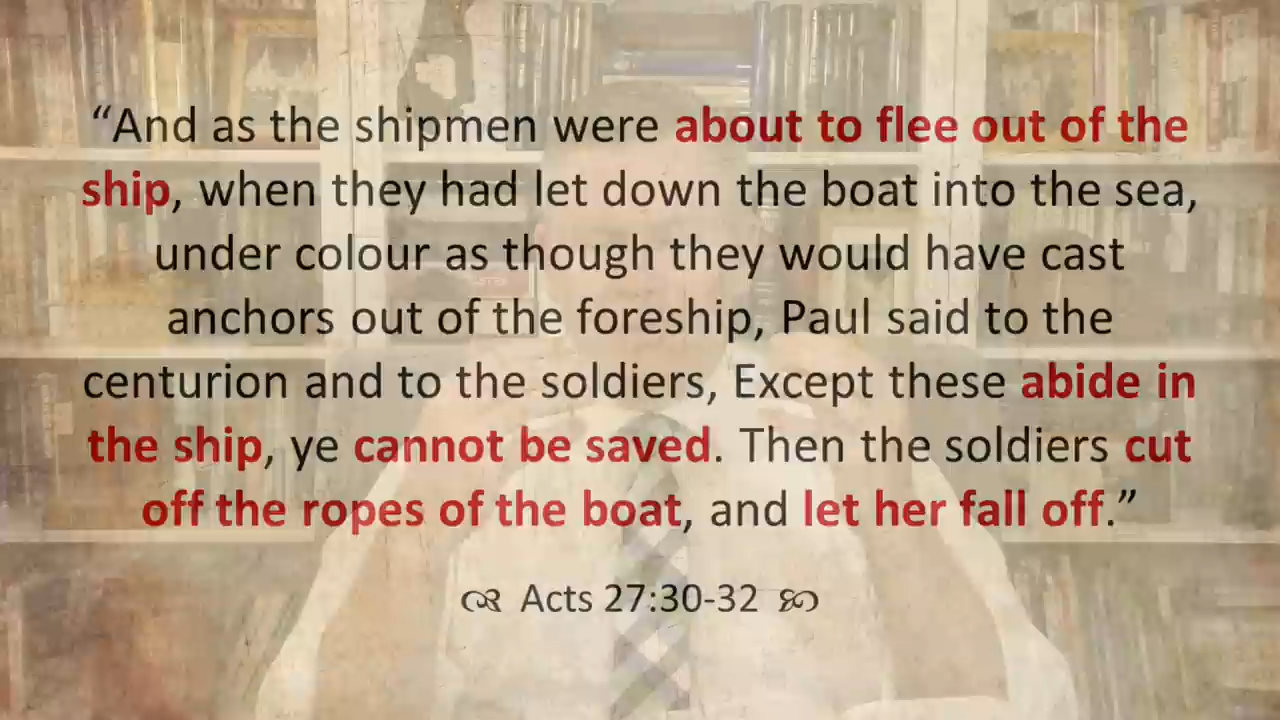 “And as the shipmen were about to flee out of the
ship, when they had let down the boat into the sea,
under colour as though they would have cast
anchors out of the foreship, Paul said to the
centurion and to the soldiers, Except these abide in
the ship, ye cannot be saved. Then the soldiers cut
off the ropes of the boat, and let her fall off.”
Acts 27:30-32